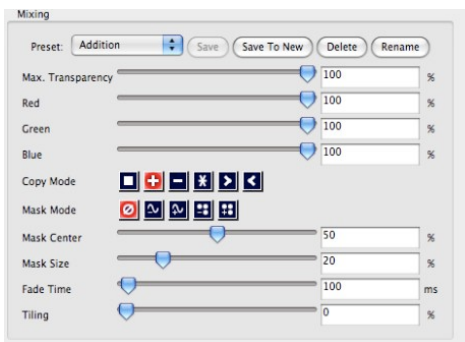 Mixing
Preset: Addition Save Save To New Delete Rename
Max. Transparency 100 %
Red 100 %
Green 100 %
Blue 100 %
Copy Mode
Mask Mode
Mask Center 50 %
Mask Size 20 %
Fade Time 100 ms
Tiling 0 %